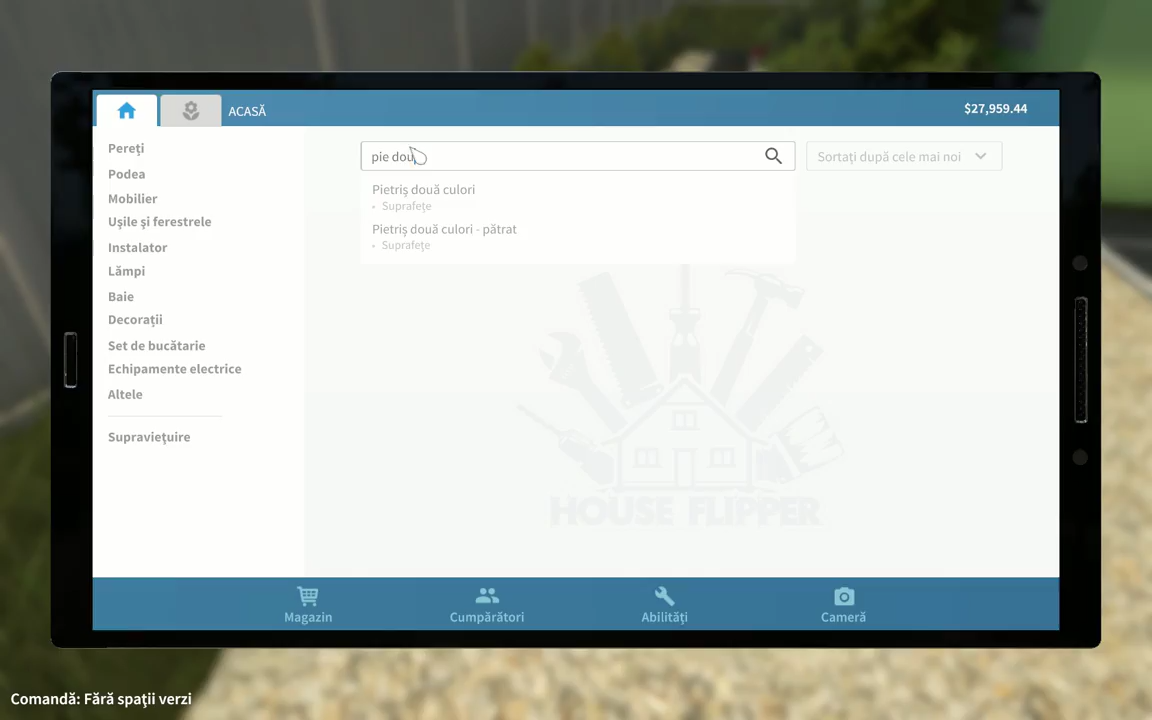 ACASĂ
$27,959.44
Pereți
Podea
Mobilier
Ușile și ferestrele
Instalator
Lămpi
Baie
Decorații
Set de bucătarie
Echipamente electrice
Altele
Supraviețuire
pie dou
Sortați după cele mai noi
Pietriș două culori
• Suprafețe
Pietriș două culori - pătrat
• Suprafețe
HOUSE FLIPPER
Magazin
Cumpărători
Abilități
Cameră
Comandă: Fără spații verzi